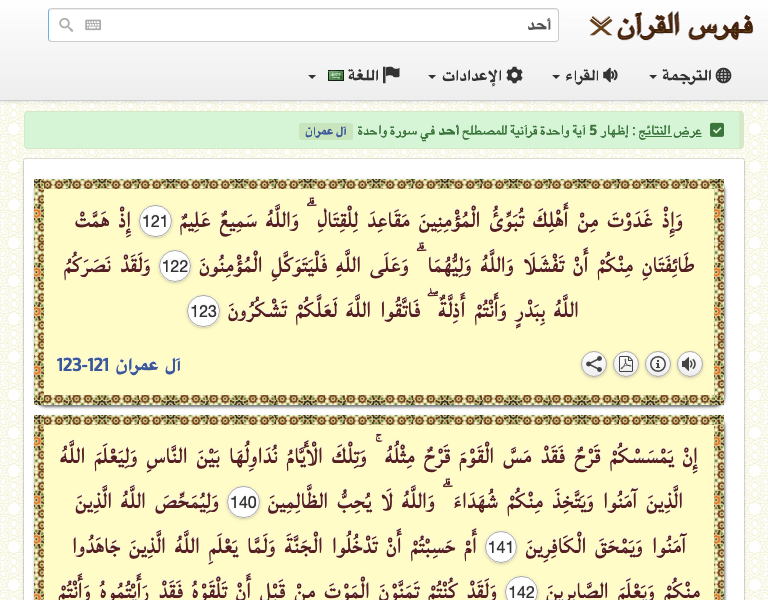 فهرس القرآن
أحد
الترجمة
القراء
الإعدادات
اللغة
عرض النتائج : إظهار 5 آية واحدة قرآنية للمصطلح أحد في سورة واحدة آل عمران
وَإِذْ غَدَوْتَ مِنْ أَهْلِكَ تُبَوِّئُ الْمُؤْمِنِينَ مَقَاعِدَ لِلْقِتَالِ ۗ وَاللَّهُ سَمِيعٌ عَلِيمٌ 121 إِذْ هَمَّتْ
طَائِفَتَانِ مِنْكُمْ أَنْ تَفْشَلَا وَاللَّهُ وَلِيُّهُمَا ۗ وَعَلَى اللَّهِ فَلْيَتَوَكَّلِ الْمُؤْمِنُونَ 122 وَلَقَدْ نَصَرَكُمُ
اللَّهُ بِبَدْرٍ وَأَنْتُمْ أَذِلَّةٌ ۖ فَاتَّقُوا اللَّهَ لَعَلَّكُمْ تَشْكُرُونَ 123
آل عمران 121-123
إِنْ يَمْسَسْكُمْ قَرْحٌ فَقَدْ مَسَّ الْقَوْمَ قَرْحٌ مِثْلُهُ ۚ وَتِلْكَ الْأَيَّامُ نُدَاوِلُهَا بَيْنَ النَّاسِ وَلِيَعْلَمَ اللَّهُ
الَّذِينَ آمَنُوا وَيَتَّخِذَ مِنْكُمْ شُهَدَاءَ ۗ وَاللَّهُ لَا يُحِبُّ الظَّالِمِينَ 140 وَلِيُمَحِّصَ اللَّهُ الَّذِينَ
آمَنُوا وَيَمْحَقَ الْكَافِرِينَ 141 أَمْ حَسِبْتُمْ أَنْ تَدْخُلُوا الْجَنَّةَ وَلَمَّا يَعْلَمِ اللَّهُ الَّذِينَ جَاهَدُوا
مِنْكُمْ وَيَعْلَمَ الصَّابِرِينَ 142 وَلَقَدْ كُنْتُمْ تَمَنَّوْنَ الْمَوْتَ مِنْ قَبْلِ أَنْ تَلْقَوْهُ فَقَدْ رَأَيْتُمُوهُ وَأَنْتُمْ